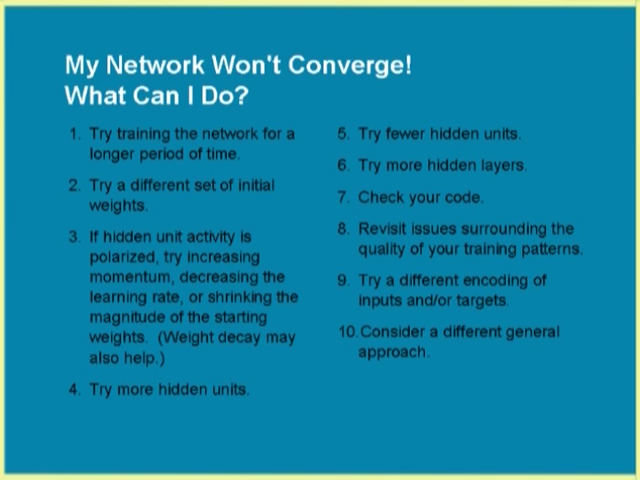 My Network Won't Converge!
What Can I Do?
1. Try training the network for a
longer period of time.
2. Try a different set of initial
weights.
3. If hidden unit activity is
polarized, try increasing
momentum, decreasing the
learning rate, or shrinking the
magnitude of the starting
weights. (Weight decay may
also help.)
4. Try more hidden units.
5. Try fewer hidden units.
6. Try more hidden layers.
7. Check your code.
8. Revisit issues surrounding the
quality of your training patterns.
9. Try a different encoding of
inputs and/or targets.
10.Consider a different general
approach.